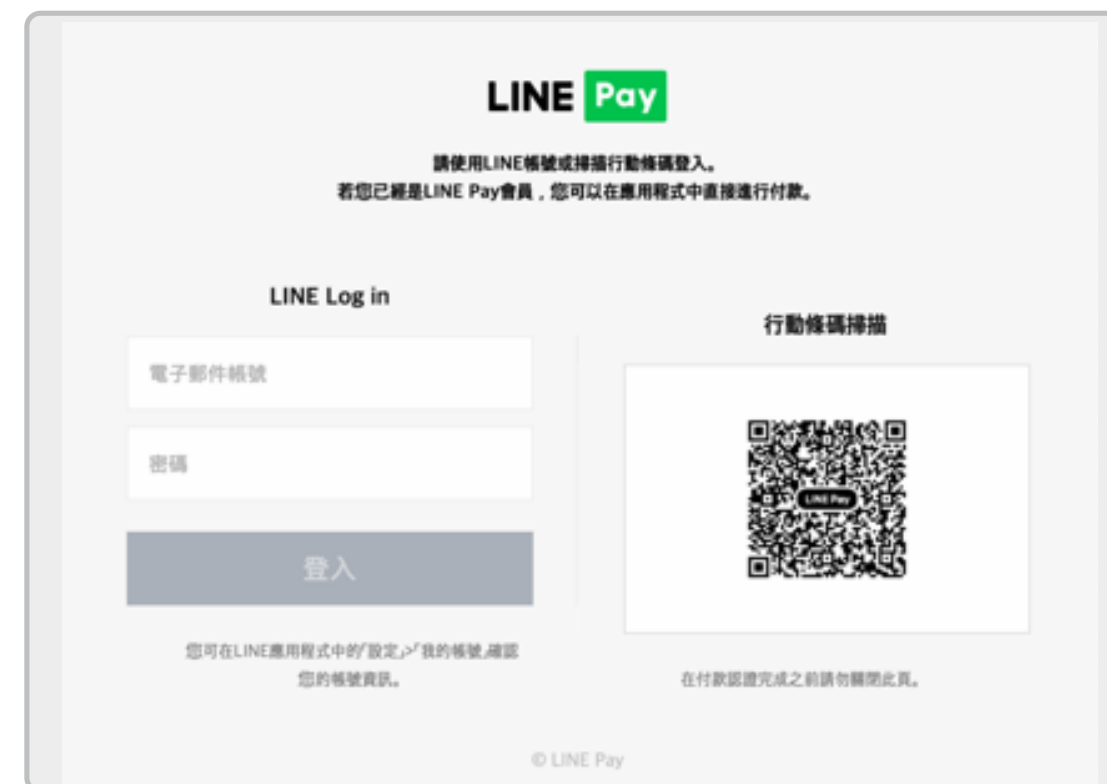 LINE Pay
請使用LINE帳號或掃描行動條碼登入。
若您已經是LINE Pay會員，您可以在應用程式中直接進行付款。
LINE Log in
電子郵件帳號
密碼
登入
您可在LINE應用程式中的「設定」>「我的帳號」確認
您的帳號資訊。
行動條碼掃描
LINE Pay
在付款認證完成之前請勿關閉此頁。
© LINE Pay